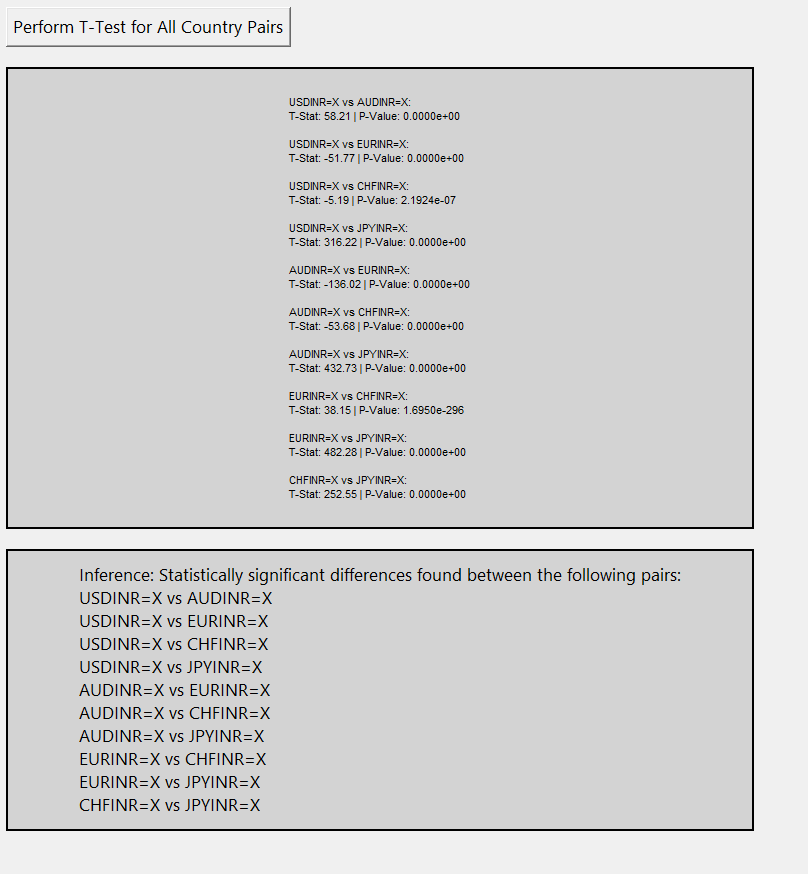 Perform T-Test for All Country Pairs
USDINR=X vs AUDINR=X:
T-Stat: 58.21 | P-Value: 0.0000e+00
USDINR=X vs EURINR=X:
T-Stat: -51.77 | P-Value: 0.0000e+00
USDINR=X vs CHFINR=X:
T-Stat: -5.19 | P-Value: 2.1924e-07
USDINR=X vs JPYINR=X:
T-Stat: 316.22 | P-Value: 0.0000e+00
AUDINR=X vs EURINR=X:
T-Stat: -136.02 | P-Value: 0.0000e+00
AUDINR=X vs CHFINR=X:
T-Stat: -53.68 | P-Value: 0.0000e+00
AUDINR=X vs JPYINR=X:
T-Stat: 432.73 | P-Value: 0.0000e+00
EURINR=X vs CHFINR=X:
T-Stat: 38.15 | P-Value: 1.6950e-296
EURINR=X vs JPYINR=X:
T-Stat: 482.28 | P-Value: 0.0000e+00
CHFINR=X vs JPYINR=X:
T-Stat: 252.55 | P-Value: 0.0000e+00
Inference: Statistically significant differences found between the following pairs:
USDINR=X vs AUDINR=X
USDINR=X vs EURINR=X
USDINR=X vs CHFINR=X
USDINR=X vs JPYINR=X
AUDINR=X vs EURINR=X
AUDINR=X vs CHFINR=X
AUDINR=X vs JPYINR=X
EURINR=X vs CHFINR=X
EURINR=X vs JPYINR=X
CHFINR=X vs JPYINR=X